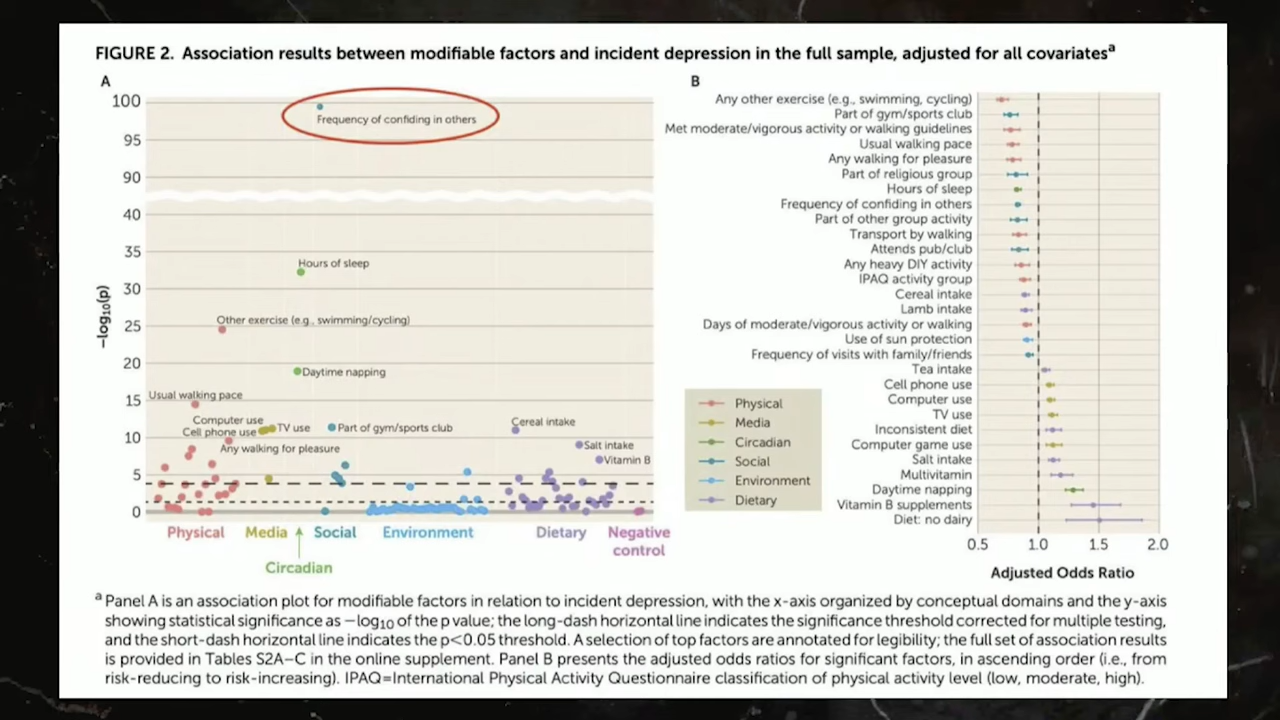 FIGURE 2. Association results between modifiable factors and incident depression in the full sample, adjusted for all covariatesª
A
100
95
90
40
35
30
25
20
15
10
5
0
−log10(p)
Frequency of confiding in others
Hours of sleep
Other exercise (e.g., swimming/cycling)
Daytime napping
Usual walking pace
Computer use
Cell phone use
TV use
Any walking for pleasure
Part of gym/sports club
Cereal intake
Salt intake
Vitamin B
Physical
Media
Circadian
Social
Environment
Dietary
Negative
control
B
Any other exercise (e.g., swimming, cycling)
Part of gym/sports club
Met moderate/vigorous activity or walking guidelines
Usual walking pace
Any walking for pleasure
Part of religious group
Hours of sleep
Frequency of confiding in others
Part of other group activity
Transport by walking
Attends pub/club
Any heavy DIY activity
IPAQ activity group
Cereal intake
Lamb intake
Days of moderate/vigorous activity or walking
Use of sun protection
Frequency of visits with family/friends
Tea intake
Cell phone use
Computer use
TV use
Inconsistent diet
Computer game use
Salt intake
Multivitamin
Daytime napping
Vitamin B supplements
Diet: no dairy
0.5 1.0 1.5 2.0
Adjusted Odds Ratio
Physical
Media
Circadian
Social
Environment
Dietary
ª Panel A is an association plot for modifiable factors in relation to incident depression, with the x-axis organized by conceptual domains and the y-axis
showing statistical significance as −log10 of the p value; the long-dash horizontal line indicates the significance threshold corrected for multiple testing,
and the short-dash horizontal line indicates the p<0.05 threshold. A selection of top factors are annotated for legibility; the full set of association results
is provided in Tables S2A–C in the online supplement. Panel B presents the adjusted odds ratios for significant factors, in ascending order (i.e., from
risk-reducing to risk-increasing). IPAQ=International Physical Activity Questionnaire classification of physical activity level (low, moderate, high).